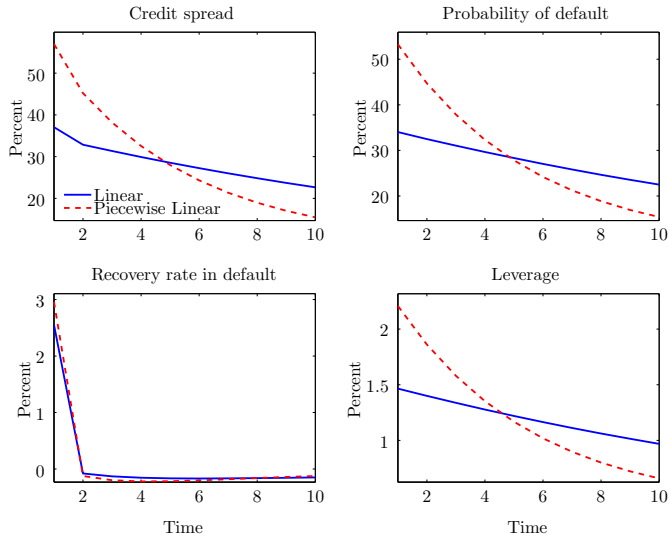 Credit spread
Probability of default
Percent
50
40
30
20
Linear
Piecewise Linear
2
4
6
8
10
Percent
50
40
30
20
2
4
6
8
10
Recovery rate in default
Leverage
Percent
3
2
1
0
2
4
6
8
10
Time
Percent
2
1.5
1
2
4
6
8
10
Time